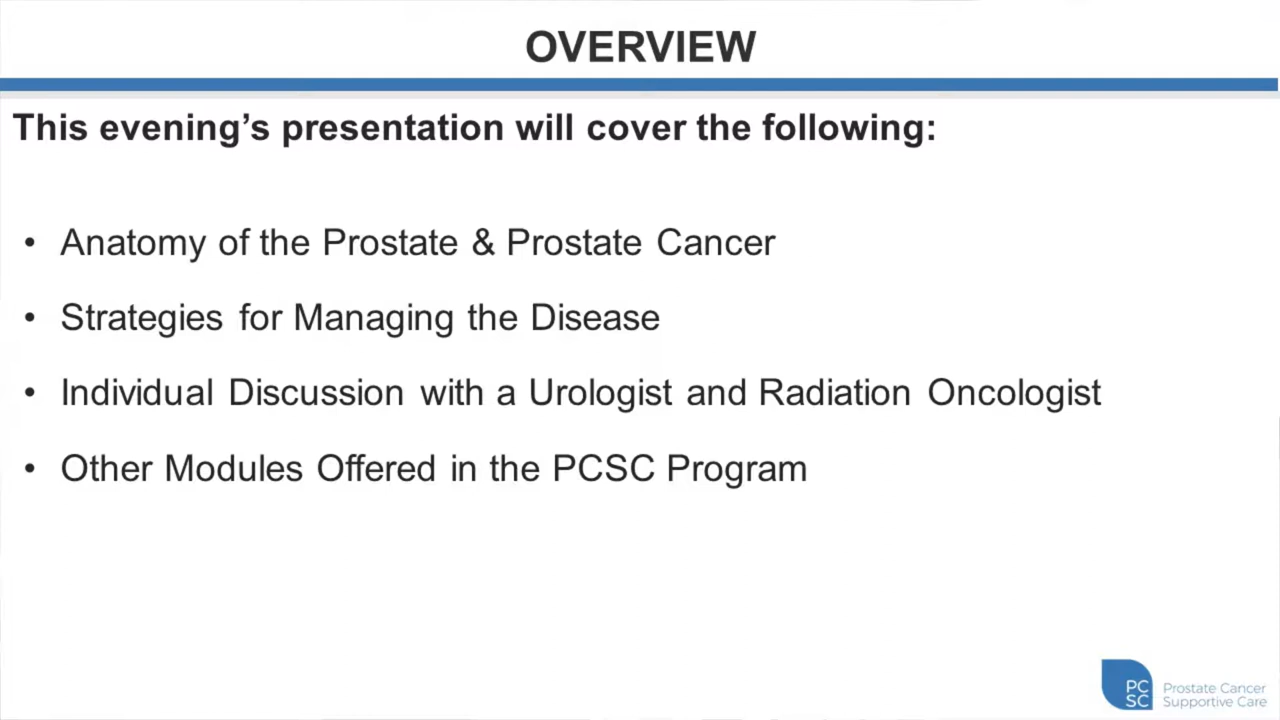 OVERVIEW
This evening’s presentation will cover the following:
• Anatomy of the Prostate & Prostate Cancer
• Strategies for Managing the Disease
• Individual Discussion with a Urologist and Radiation Oncologist
• Other Modules Offered in the PCSC Program
PC
SC
Prostate Cancer
Supportive Care